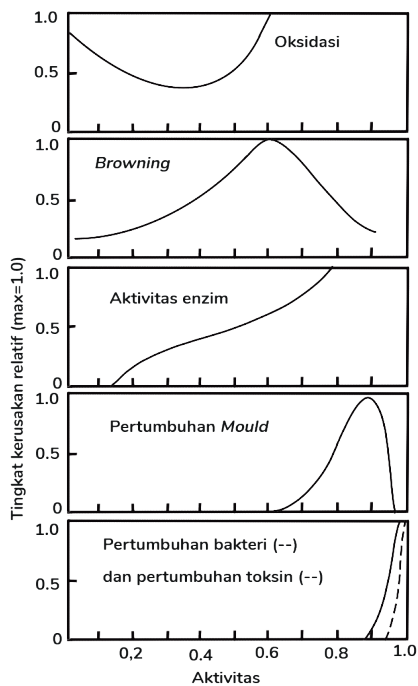 Tingkat kerusakan relatif (max=1.0)
1.0
Oksidasi
0.5
0
1.0
Browning
0.5
0
1.0
Aktivitas enzim
0.5
0
1.0
Pertumbuhan Mould
0.5
0
1.0
Pertumbuhan bakteri (--)
dan pertumbuhan toksin (--)
0.5
0
0,2 0.4 0.6 0.8 1.0
Aktivitas